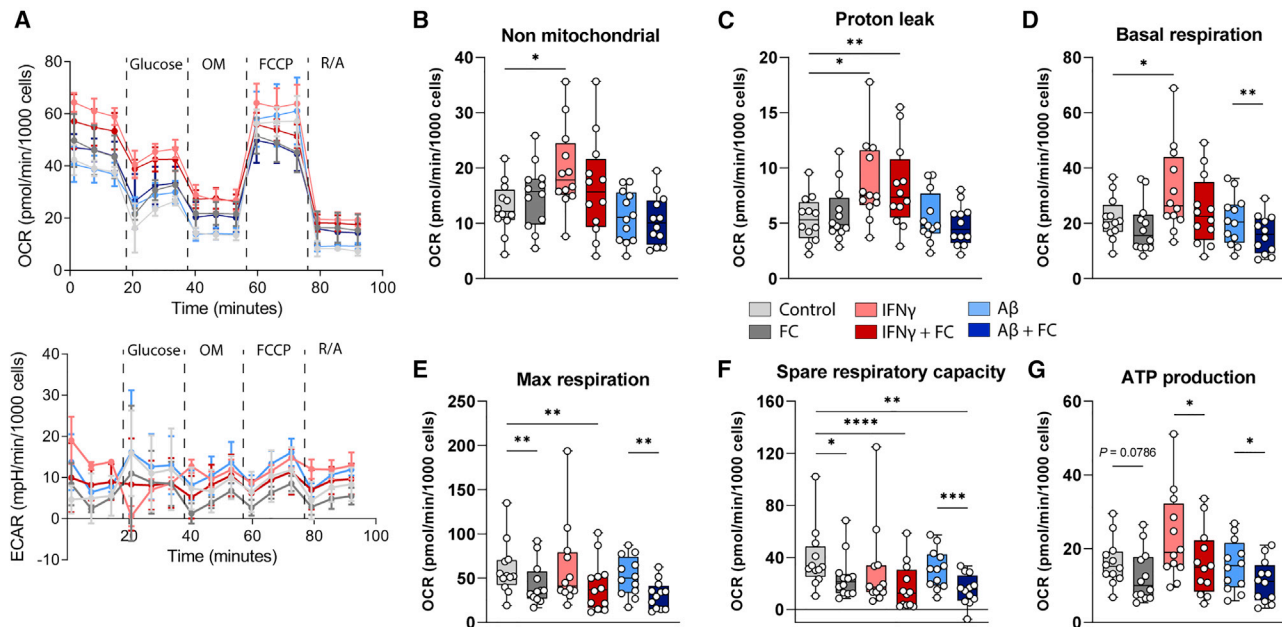 A
OCR (pmol/min/1000 cells)
80
60
40
20
0
Glucose
OM
FCCP
R/A
0
20
40
60
80
100
Time (minutes)
ECAR (mpH/min/1000 cells)
40
30
20
10
0
-10
Glucose
OM
FCCP
R/A
0
20
40
60
80
100
Time (minutes)
B
Non mitochondrial
OCR (pmol/min/1000 cells)
40
30
20
10
0
*
C
Proton leak
OCR (pmol/min/1000 cells)
20
15
10
5
0
**
*
D
Basal respiration
OCR (pmol/min/1000 cells)
80
60
40
20
0
*
**
Control
IFNγ
Aβ
FC
IFNγ + FC
Aβ + FC
E
Max respiration
OCR (pmol/min/1000 cells)
250
200
150
100
50
0
**
**
**
F
Spare respiratory capacity
OCR (pmol/min/1000 cells)
160
120
80
40
0
**
****
*
***
G
ATP production
OCR (pmol/min/1000 cells)
60
40
20
0
P = 0.0786
*
*